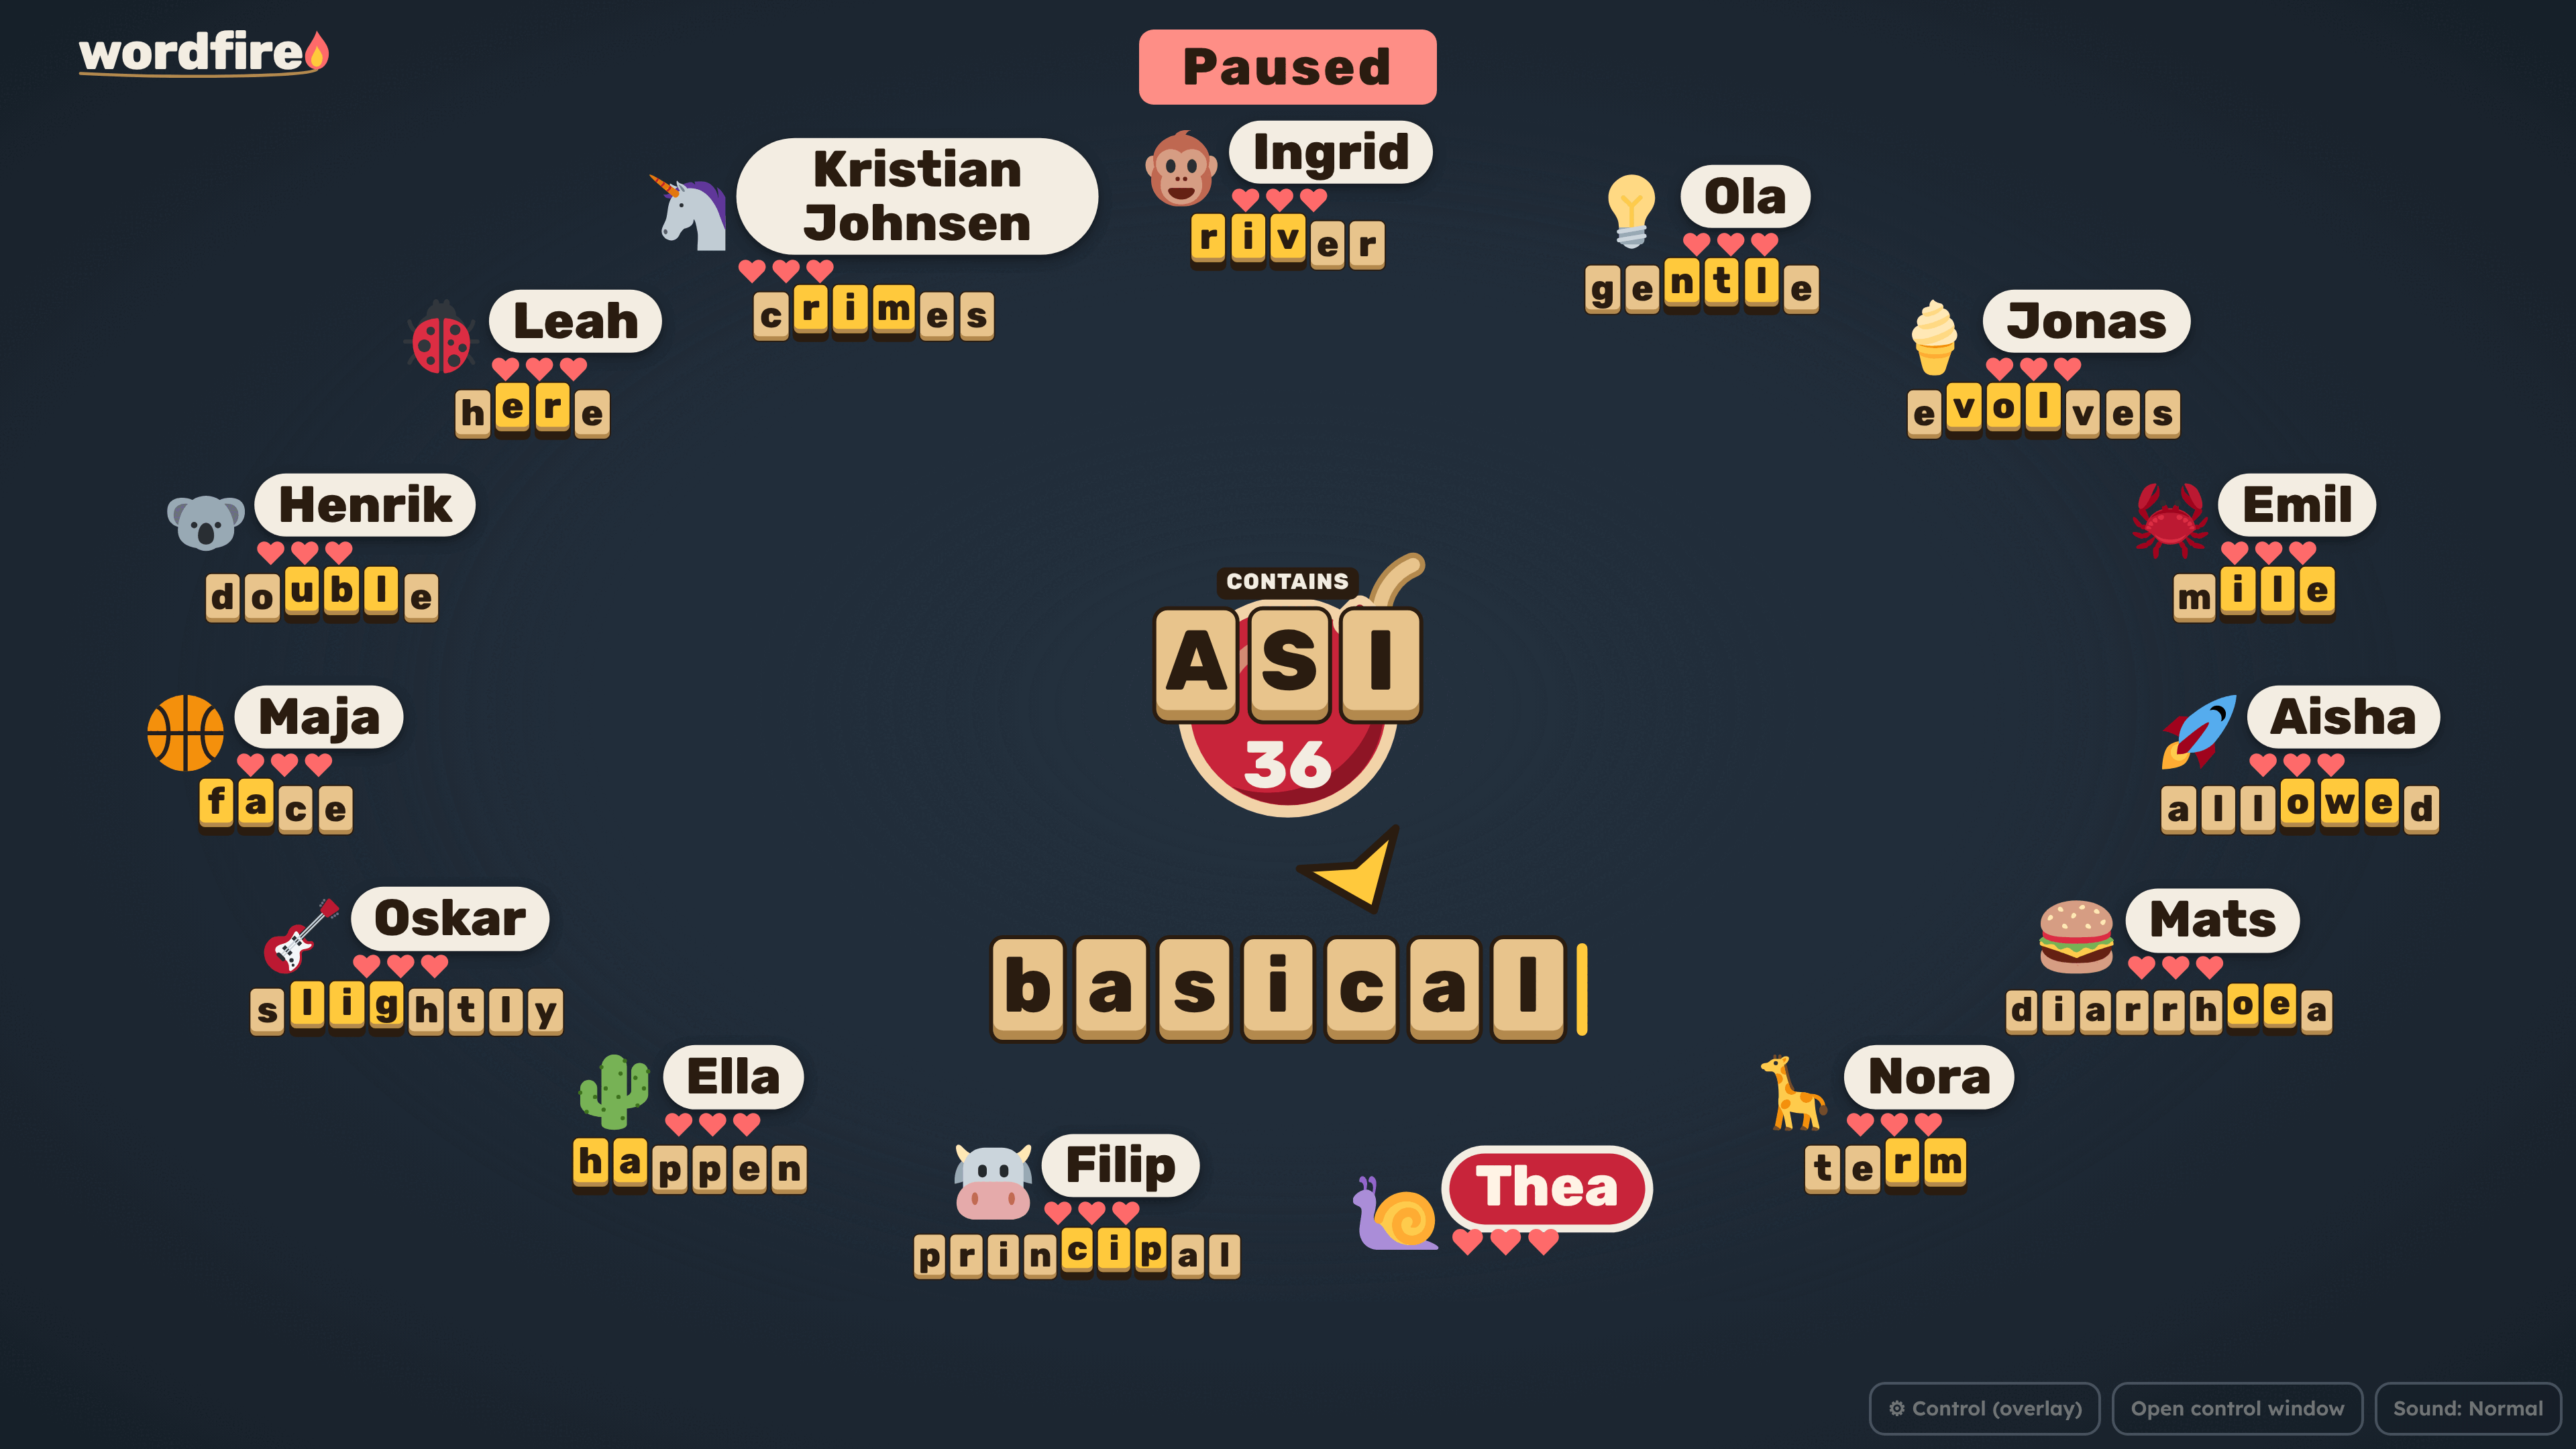 wordfire
Paused
Ingrid
river
Kristian
Johnsen
crimes
Ola
gentle
Leah
here
Jonas
evolves
Henrik
double
Emil
mile
CONTAINS
ASI
36
Maja
face
Aisha
allowed
Oskar
slightly
basical
Mats
diarrhoea
Ella
happen
Nora
term
Filip
principal
Thea
⚙ Control (overlay)
Open control window
Sound: Normal